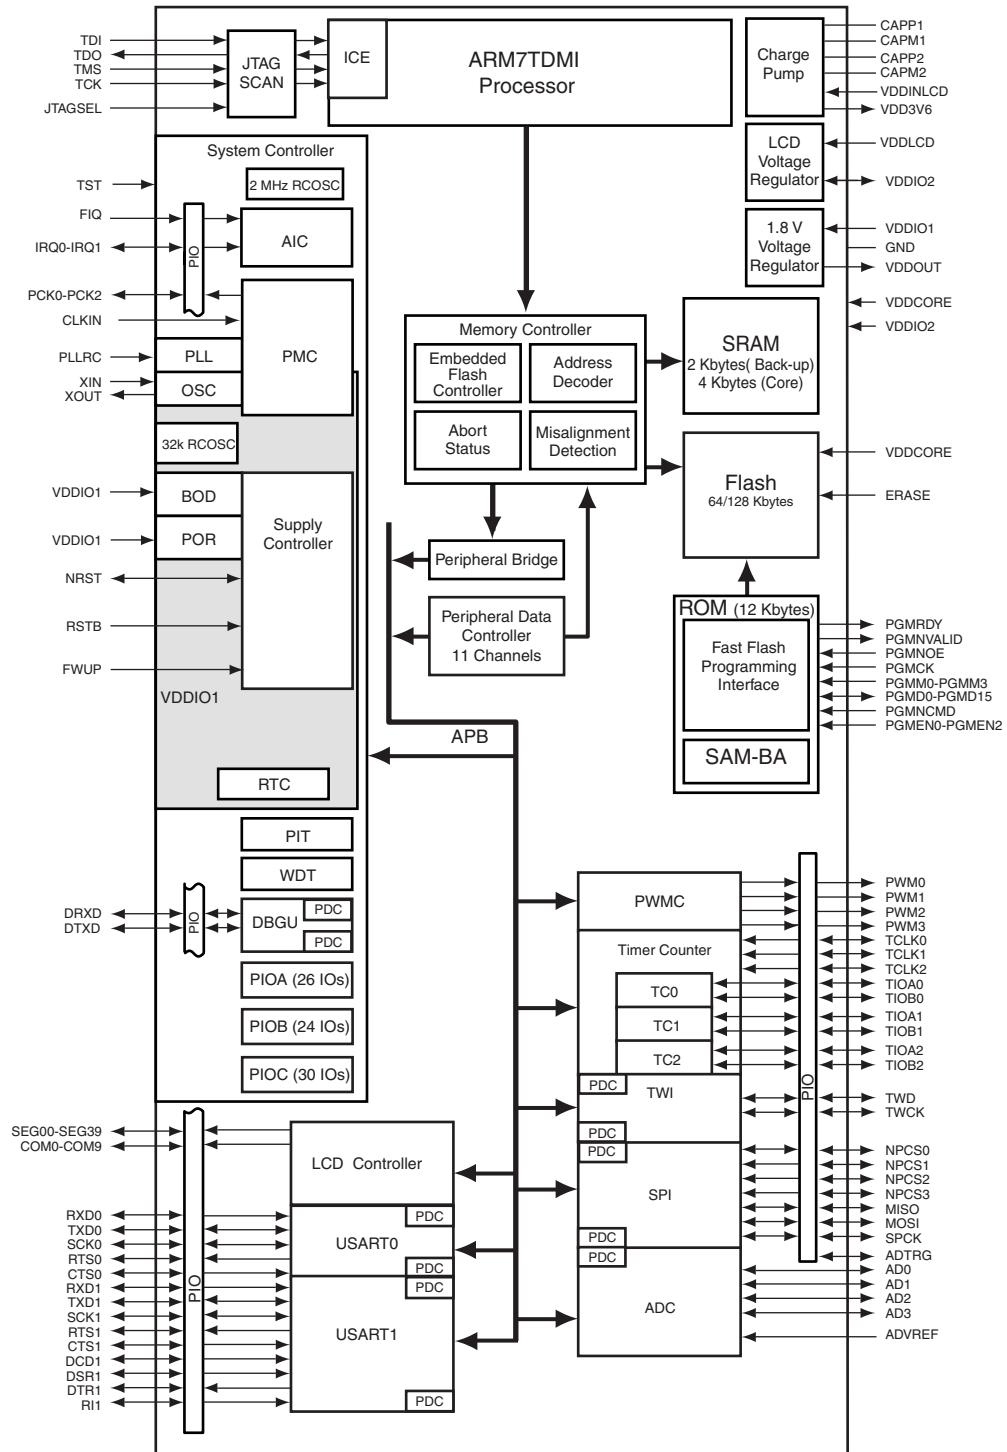 TDI
TDO
TMS
TCK
JTAGSEL
JTAG
SCAN
ICE
ARM7TDMI
Processor
Charge
Pump
CAPP1
CAPM1
CAPP2
CAPM2
VDDINLCD
VDD3V6
LCD
Voltage
Regulator
VDDLCD
VDDIO2
1.8 V
Voltage
Regulator
VDDIO1
GND
VDDOUT
VDDCORE
VDDIO2
System Controller
TST
2 MHz RCOSC
FIQ
IRQ0-IRQ1
PIO
AIC
PCK0-PCK2
CLKIN
PMC
PLLRC
PLL
XIN
XOUT
OSC
32k RCOSC
VDDIO1
BOD
VDDIO1
POR
Supply
Controller
NRST
RSTB
FWUP
VDDIO1
RTC
PIT
WDT
DRXD
DTXD
PIO
DBGU
PDC
PDC
PIOA (26 IOs)
PIOB (24 IOs)
PIOC (30 IOs)
Memory Controller
Embedded
Flash
Controller
Address
Decoder
Abort
Status
Misalignment
Detection
SRAM
2 Kbytes( Back-up)
4 Kbytes (Core)
Flash
64/128 Kbytes
VDDCORE
ERASE
Peripheral Bridge
Peripheral Data
Controller
11 Channels
APB
ROM (12 Kbytes)
Fast Flash
Programming
Interface
SAM-BA
PGMRDY
PGMNVALID
PGMNOE
PGMCK
PGMM0-PGMM3
PGMD0-PGMD15
PGMNCMD
PGMEN0-PGMEN2
PWMC
Timer Counter
TC0
TC1
TC2
PDC
TWI
PDC
PDC
SPI
PDC
PDC
ADC
PIO
PWM0
PWM1
PWM2
PWM3
TCLK0
TCLK1
TCLK2
TIOA0
TIOB0
TIOA1
TIOB1
TIOA2
TIOB2
TWD
TWCK
NPCS0
NPCS1
NPCS2
NPCS3
MISO
MOSI
SPCK
ADTRG
AD0
AD1
AD2
AD3
ADVREF
SEG00-SEG39
COM0-COM9
RXD0
TXD0
SCK0
RTS0
CTS0
RXD1
TXD1
SCK1
RTS1
CTS1
DCD1
DSR1
DTR1
RI1
PIO
LCD Controller
PDC
USART0
PDC
PDC
USART1
PDC